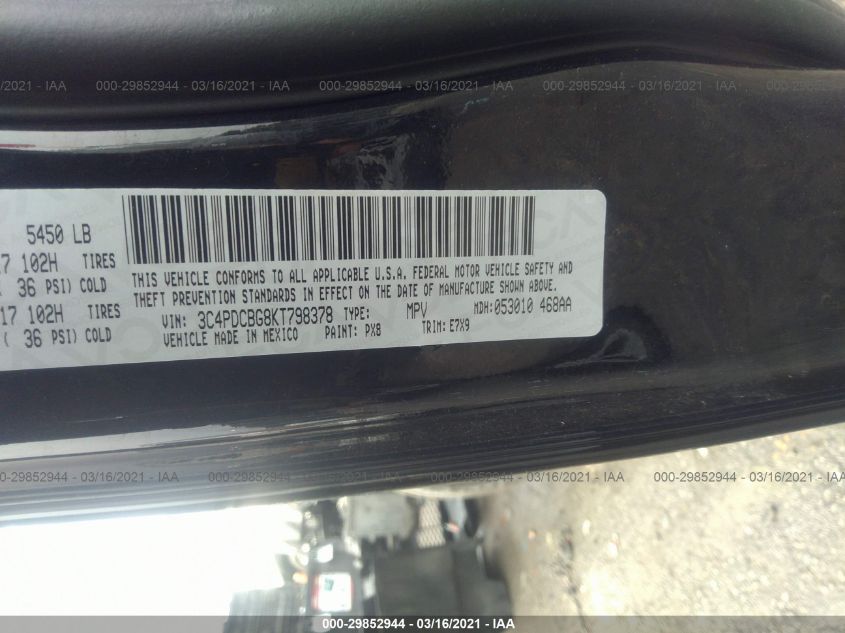 /2021 - IAA 000-29852944 - 03/16/2021 - IAA 000-29852944 - 03/16/2021 - IAA 000-29852944 - 03/16/2021
5450 LB
17 102H TIRES
36 PSI) COLD
17 102H TIRES
( 36 PSI) COLD
THIS VEHICLE CONFORMS TO ALL APPLICABLE U.S.A. FEDERAL MOTOR VEHICLE SAFETY AND
THEFT PREVENTION STANDARDS IN EFFECT ON THE DATE OF MANUFACTURE SHOWN ABOVE.
VIN: 3C4PDCBG8KT798378 TYPE: MPV MDH:053010 468AA
VEHICLE MADE IN MEXICO PAINT: PX8 TRIM:E7X9
00-29852944 - 03/16/2021 - IAA 000-29852944 - 03/16/2021 - IAA 000-29852944 - 03/16/2021 - IAA 000-29852944 - 03/16/2021 - IAA
000-29852944 - 03/16/2021 - IAA